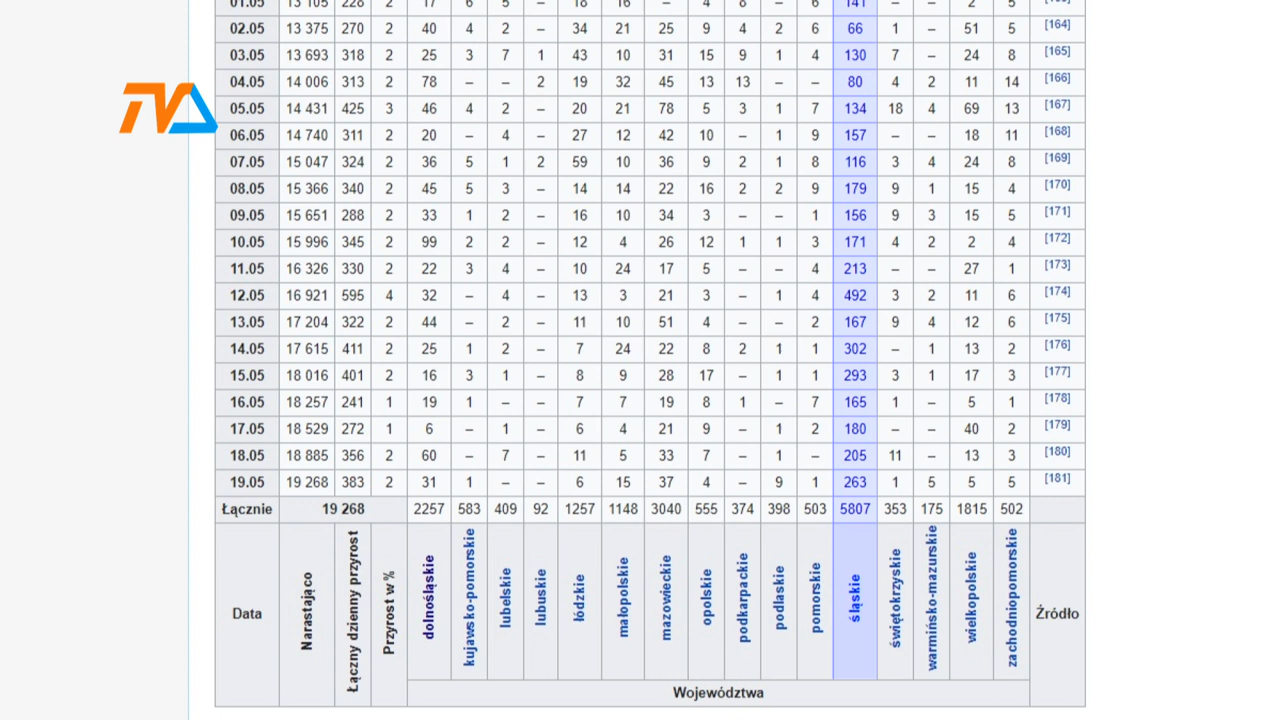 01.05 13 105 228 2 17 6 5 – 18 16 – 4 8 – 6 141 – – 2 5
02.05 13 375 270 2 40 4 2 – 34 21 25 9 4 2 6 66 1 – 51 5 [164]
03.05 13 693 318 2 25 3 7 1 43 10 31 15 9 1 4 130 7 – 24 8 [165]
04.05 14 006 313 2 78 – – 2 19 32 45 13 13 – – 80 4 2 11 14 [166]
TVA
05.05 14 431 425 3 46 4 2 – 20 21 78 5 3 1 7 134 18 4 69 13 [167]
06.05 14 740 311 2 20 – 4 – 27 12 42 10 – 1 9 157 – – 18 11 [168]
07.05 15 047 324 2 36 5 1 2 59 10 36 9 2 1 8 116 3 4 24 8 [169]
08.05 15 366 340 2 45 5 3 – 14 14 22 16 2 2 9 179 9 1 15 4 [170]
09.05 15 651 288 2 33 1 2 – 16 10 34 3 – – 1 156 9 3 15 5 [171]
10.05 15 996 345 2 99 2 2 – 12 4 26 12 1 1 3 171 4 2 2 4 [172]
11.05 16 326 330 2 22 3 4 – 10 24 17 5 – – 4 213 – – 27 1 [173]
12.05 16 921 595 4 32 – 4 – 13 3 21 3 – 1 4 492 3 2 11 6 [174]
13.05 17 204 322 2 44 – 2 – 11 10 51 4 – – 2 167 9 4 12 6 [175]
14.05 17 615 411 2 25 1 2 – 7 24 22 8 2 1 1 302 – 1 13 2 [176]
15.05 18 016 401 2 16 3 1 – 8 9 28 17 – 1 1 293 3 1 17 3 [177]
16.05 18 257 241 1 19 1 – – 7 7 19 8 1 – 7 165 1 – 5 1 [178]
17.05 18 529 272 1 6 – 1 – 6 4 21 9 – 1 2 180 – – 40 2 [179]
18.05 18 885 356 2 60 – 7 – 11 5 33 7 – 1 – 205 11 – 13 3 [180]
19.05 19 268 383 2 31 1 – – 6 15 37 4 – 9 1 263 1 5 5 5 [181]
Łącznie 19 268 2257 583 409 92 1257 1148 3040 555 374 398 503 5807 353 175 1815 502
Data
Narastająco
Łączny dzienny przyrost
Przyrost w %
dolnośląskie
kujawsko-pomorskie
lubelskie
lubuskie
łódzkie
małopolskie
mazowieckie
opolskie
podkarpackie
podlaskie
pomorskie
śląskie
świętokrzyskie
warmińsko-mazurskie
wielkopolskie
zachodniopomorskie
Źródło
Województwa